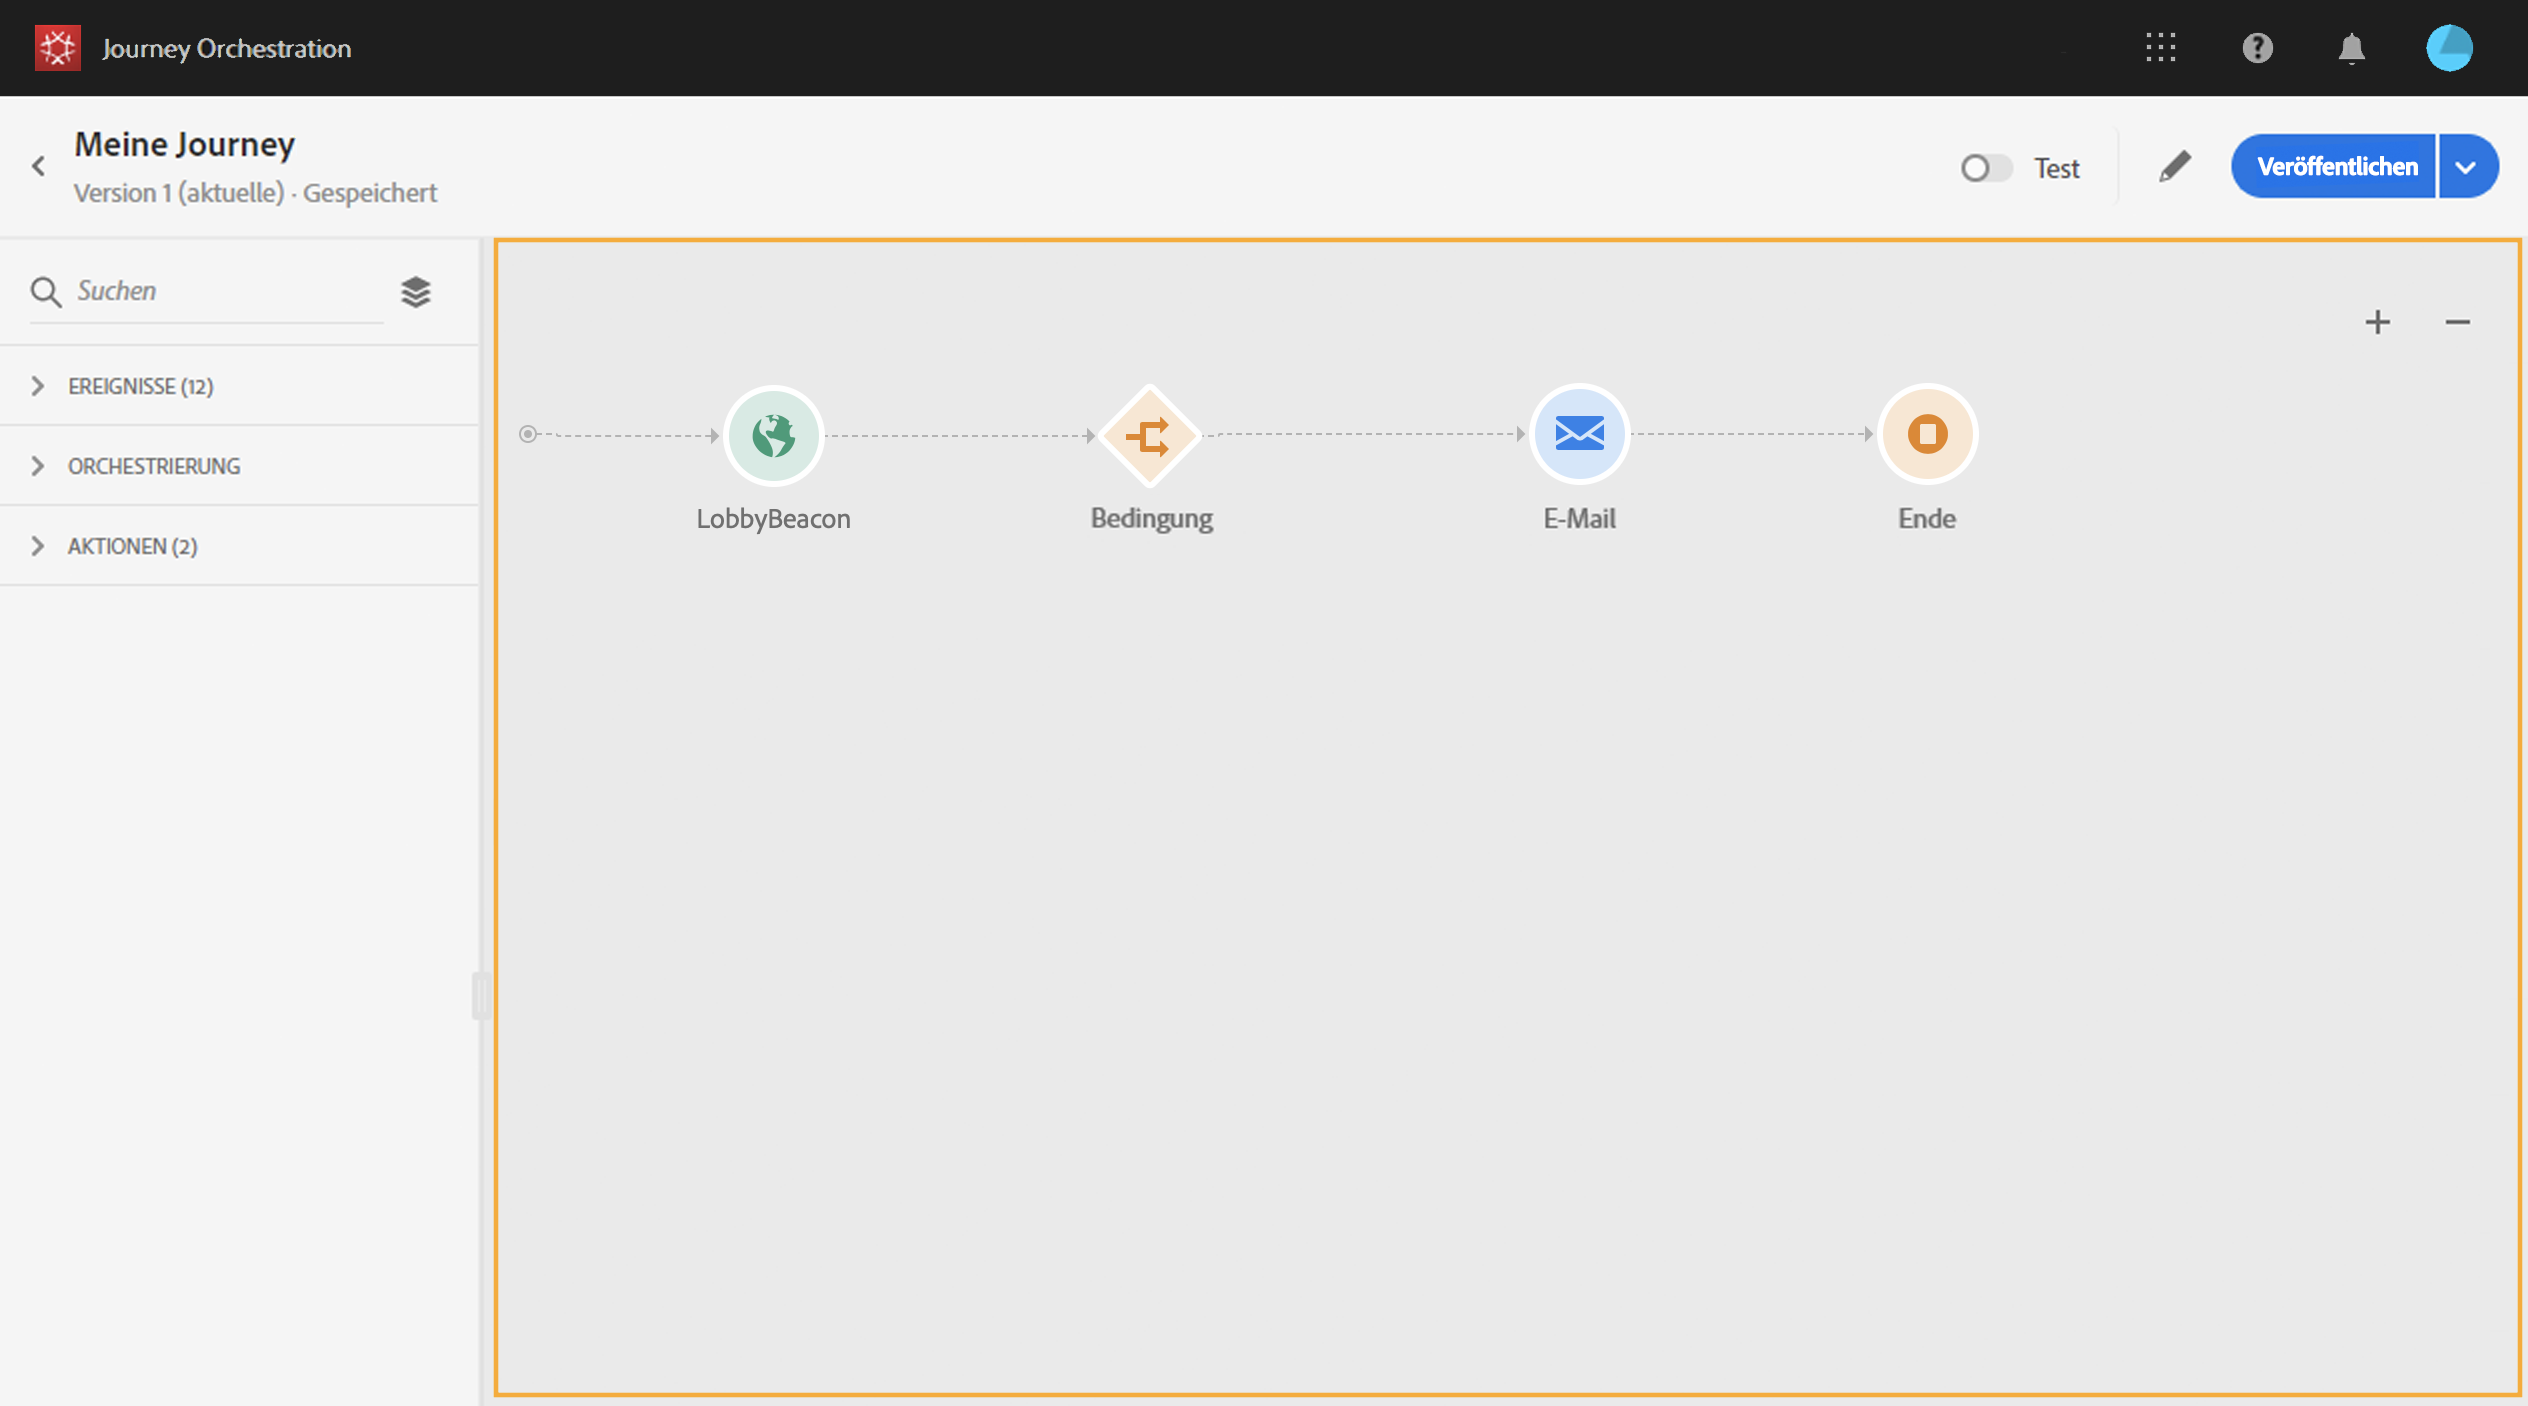 Journey Orchestration
Meine Journey
Version 1 (aktuelle) · Gespeichert
Test
Veröffentlichen
Suchen
EREIGNISSE (12)
ORCHESTRIERUNG
AKTIONEN (2)
LobbyBeacon
Bedingung
E-Mail
Ende